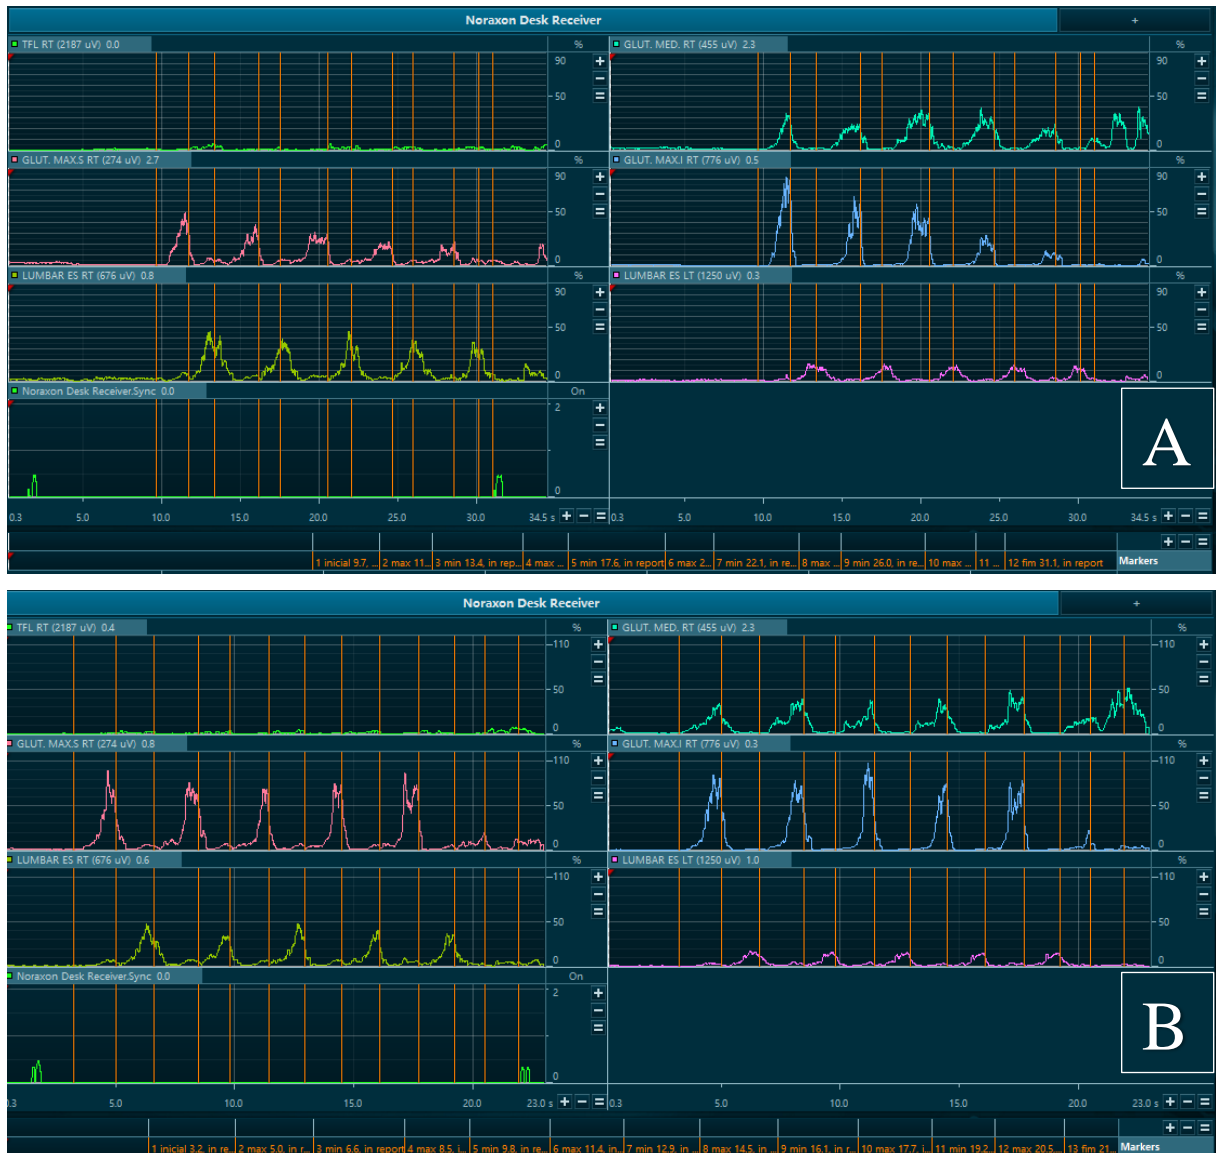 Noraxon Desk Receiver
+
TFL RT (2187 uV) 0.0
%
GLUT. MED. RT (455 uV) 2.3
%
90
50
0
90
50
0
GLUT. MAX.S RT (274 uV) 2.7
%
GLUT. MAX.I RT (776 uV) 0.5
%
90
50
0
90
50
0
LUMBAR ES RT (676 uV) 0.8
%
LUMBAR ES LT (1250 uV) 0.3
%
90
50
0
90
50
0
Noraxon Desk Receiver.Sync 0.0
On
2
0
A
0.3 5.0 10.0 15.0 20.0 25.0 30.0 34.5 s
0.3 5.0 10.0 15.0 20.0 25.0 30.0 34.5 s
1 inicial 9.7, ... 2 max 11... 3 min 13.4, in rep... 4 max ... 5 min 17.6, in report 6 max 2... 7 min 22.1, in re... 8 max ... 9 min 26.0, in re... 10 max ... 11 ... 12 fim 31.1, in report Markers
Noraxon Desk Receiver
+
TFL RT (2187 uV) 0.4
%
GLUT. MED. RT (455 uV) 2.3
%
110
50
0
110
50
0
GLUT. MAX.S RT (274 uV) 0.8
%
GLUT. MAX.I RT (776 uV) 0.3
%
110
50
0
110
50
0
LUMBAR ES RT (676 uV) 0.6
%
LUMBAR ES LT (1250 uV) 1.0
%
110
50
0
110
50
0
Noraxon Desk Receiver.Sync 0.0
On
2
0
B
0.3 5.0 10.0 15.0 20.0 23.0 s
0.3 5.0 10.0 15.0 20.0 23.0 s
1 inicial 3.2, in re... 2 max 5.0, in r... 3 min 6.6, in report 4 max 8.5, i... 5 min 9.8, in re... 6 max 11.4, in... 7 min 12.9, in ... 8 max 14.5, in ... 9 min 16.1, in r... 10 max 17.7, i... 11 min 19.2... 12 max 20.5... 13 fim 21... Markers